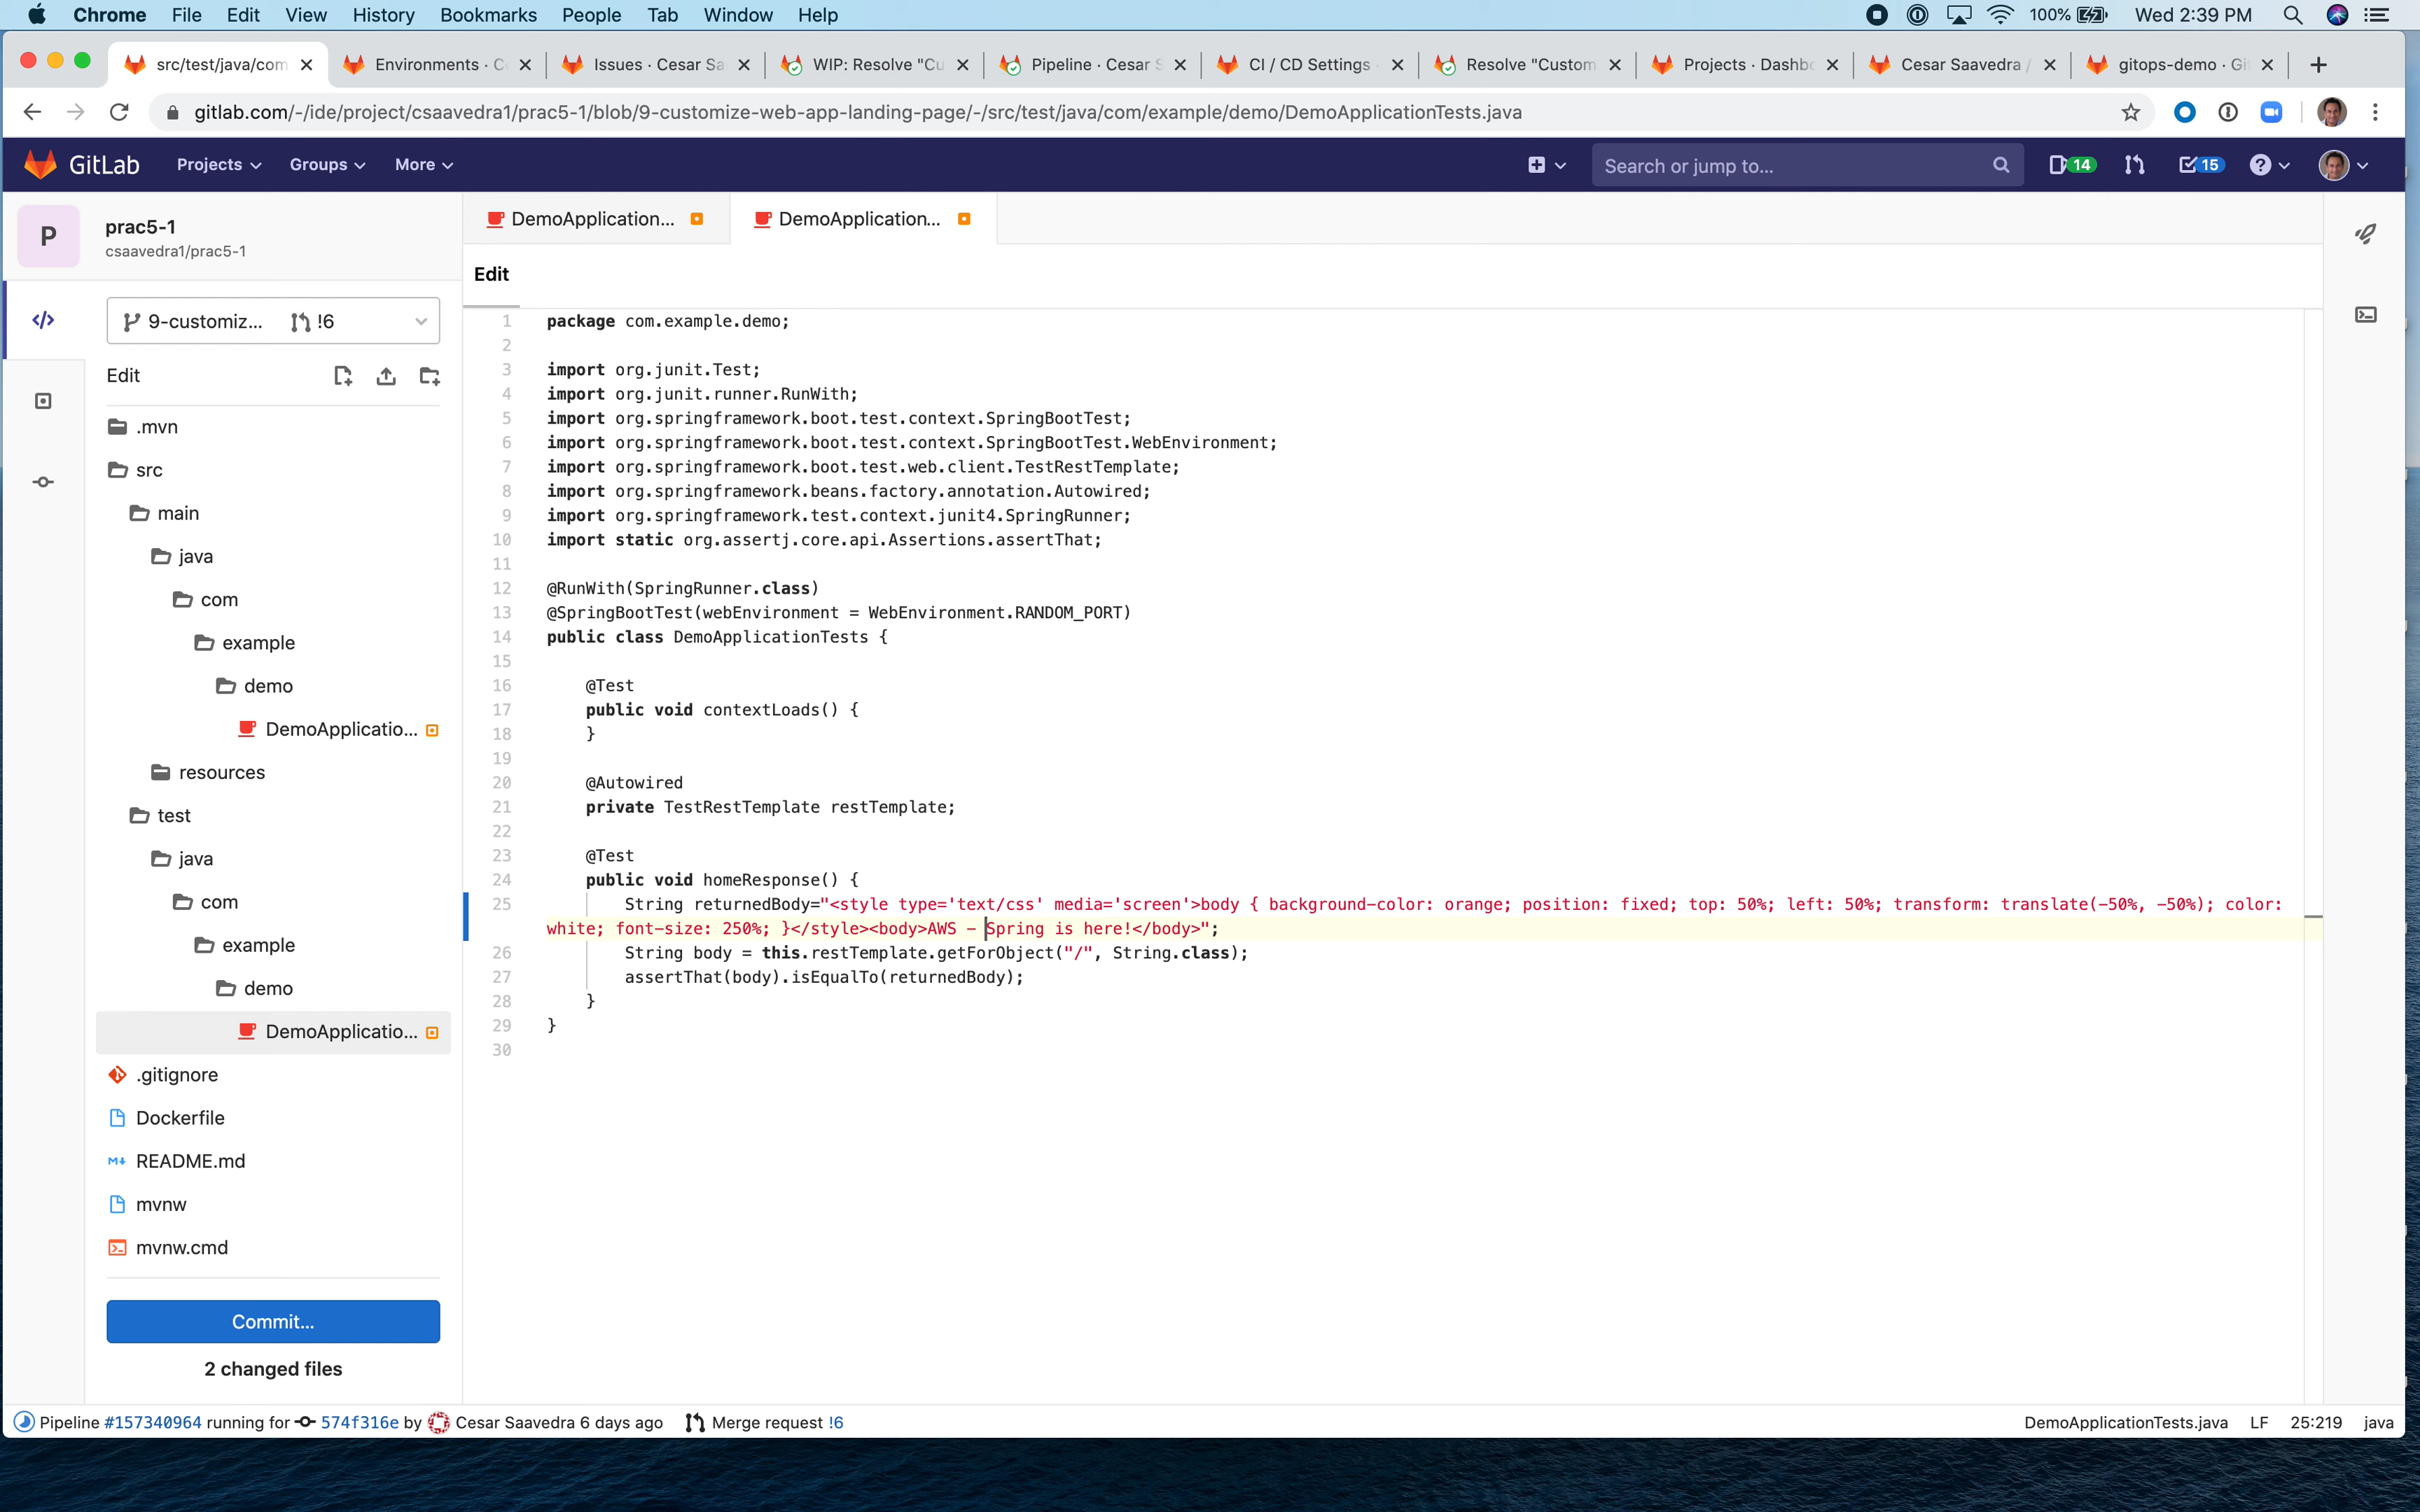 Chrome File Edit View History Bookmarks People Tab Window Help 100% Wed 2:39 PM
src/test/java/com Environments · C Issues · Cesar Sa WIP: Resolve "Cu Pipeline · Cesar S CI / CD Settings · Resolve "Custom Projects · Dashbo Cesar Saavedra / gitops-demo · Git
gitlab.com/-/ide/project/csaavedra1/prac5-1/blob/9-customize-web-app-landing-page/-/src/test/java/com/example/demo/DemoApplicationTests.java
GitLab Projects Groups More Search or jump to... 14 15
P prac5-1
csaavedra1/prac5-1
9-customiz... !6
Edit
.mvn
src
main
java
com
example
demo
DemoApplicatio...
resources
test
java
com
example
demo
DemoApplicatio...
.gitignore
Dockerfile
README.md
mvnw
mvnw.cmd
Commit...
2 changed files
DemoApplication... DemoApplication...
Edit
1 package com.example.demo;
2
3 import org.junit.Test;
4 import org.junit.runner.RunWith;
5 import org.springframework.boot.test.context.SpringBootTest;
6 import org.springframework.boot.test.context.SpringBootTest.WebEnvironment;
7 import org.springframework.boot.test.web.client.TestRestTemplate;
8 import org.springframework.beans.factory.annotation.Autowired;
9 import org.springframework.test.context.junit4.SpringRunner;
10 import static org.assertj.core.api.Assertions.assertThat;
11
12 @RunWith(SpringRunner.class)
13 @SpringBootTest(webEnvironment = WebEnvironment.RANDOM_PORT)
14 public class DemoApplicationTests {
15
16 @Test
17 public void contextLoads() {
18 }
19
20 @Autowired
21 private TestRestTemplate restTemplate;
22
23 @Test
24 public void homeResponse() {
25 String returnedBody="<style type='text/css' media='screen'>body { background-color: orange; position: fixed; top: 50%; left: 50%; transform: translate(-50%, -50%); color:
white; font-size: 250%; }</style><body>AWS - Spring is here!</body>";
26 String body = this.restTemplate.getForObject("/", String.class);
27 assertThat(body).isEqualTo(returnedBody);
28 }
29 }
30
Pipeline #157340964 running for 574f316e by Cesar Saavedra 6 days ago Merge request !6 DemoApplicationTests.java LF 25:219 java